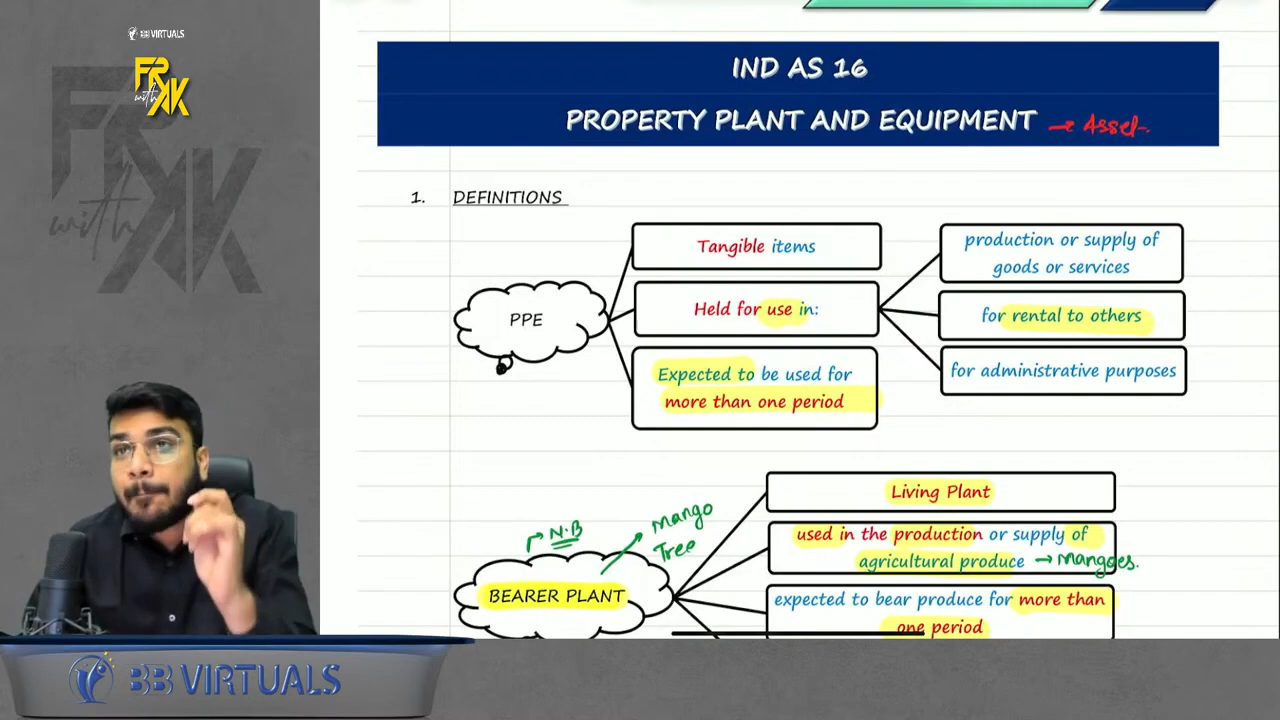 BB VIRTUALS
FR
with
AK
FR
with
AK
IND AS 16
PROPERTY PLANT AND EQUIPMENT → Asset
1. DEFINITIONS
PPE
Tangible items
Held for use in:
Expected to be used for
more than one period
production or supply of
goods or services
for rental to others
for administrative purposes
N.B
Mango
Tree
BEARER PLANT
Living Plant
used in the production or supply of
agricultural produce → Mangoes.
expected to bear produce for more than
one period
BB VIRTUALS